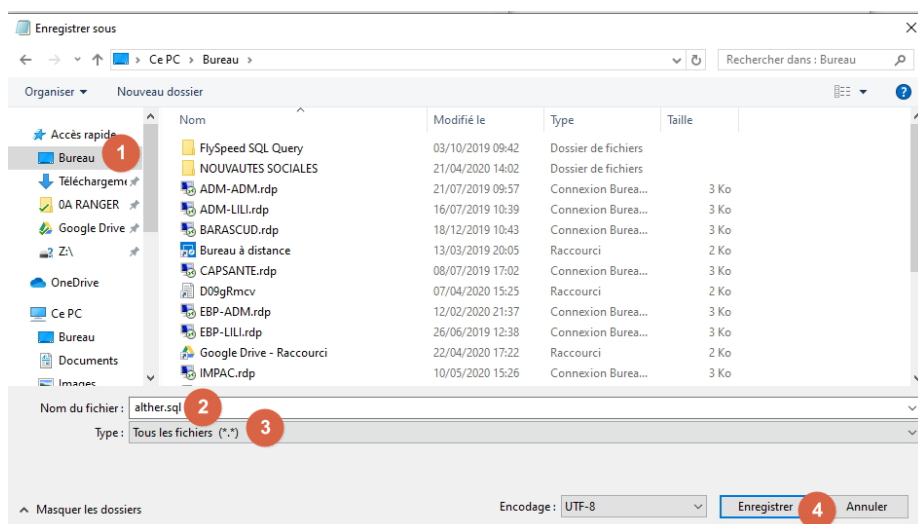 Enregistrer sous
Ce PC > Bureau >
Rechercher dans : Bureau
Organiser Nouveau dossier
Nom Modifié le Type Taille
Accès rapide
Bureau 1
Téléchargeme
0A RANGER
Google Drive
Z:\
OneDrive
Ce PC
Bureau
Documents
Images
FlySpeed SQL Query 03/10/2019 09:42 Dossier de fichiers
NOUVAUTES SOCIALES 21/04/2020 14:02 Dossier de fichiers
ADM-ADM.rdp 21/07/2019 09:57 Connexion Burea... 3 Ko
ADM-LILI.rdp 16/07/2019 10:39 Connexion Burea... 3 Ko
BARASCUD.rdp 18/12/2019 10:43 Connexion Burea... 3 Ko
Bureau à distance 13/03/2019 20:05 Raccourci 2 Ko
CAPSANTE.rdp 08/07/2019 17:02 Connexion Burea... 3 Ko
D09gRmcv 07/04/2020 15:25 Raccourci 2 Ko
EBP-ADM.rdp 12/02/2020 21:37 Connexion Burea... 3 Ko
EBP-LILI.rdp 26/06/2019 12:38 Connexion Burea... 3 Ko
Google Drive - Raccourci 22/04/2020 17:22 Raccourci 2 Ko
IMPAC.rdp 10/05/2020 15:26 Connexion Burea... 3 Ko
Nom du fichier : alther.sql 2
Type : Tous les fichiers (*.*) 3
Masquer les dossiers Encodage : UTF-8 Enregistrer 4 Annuler